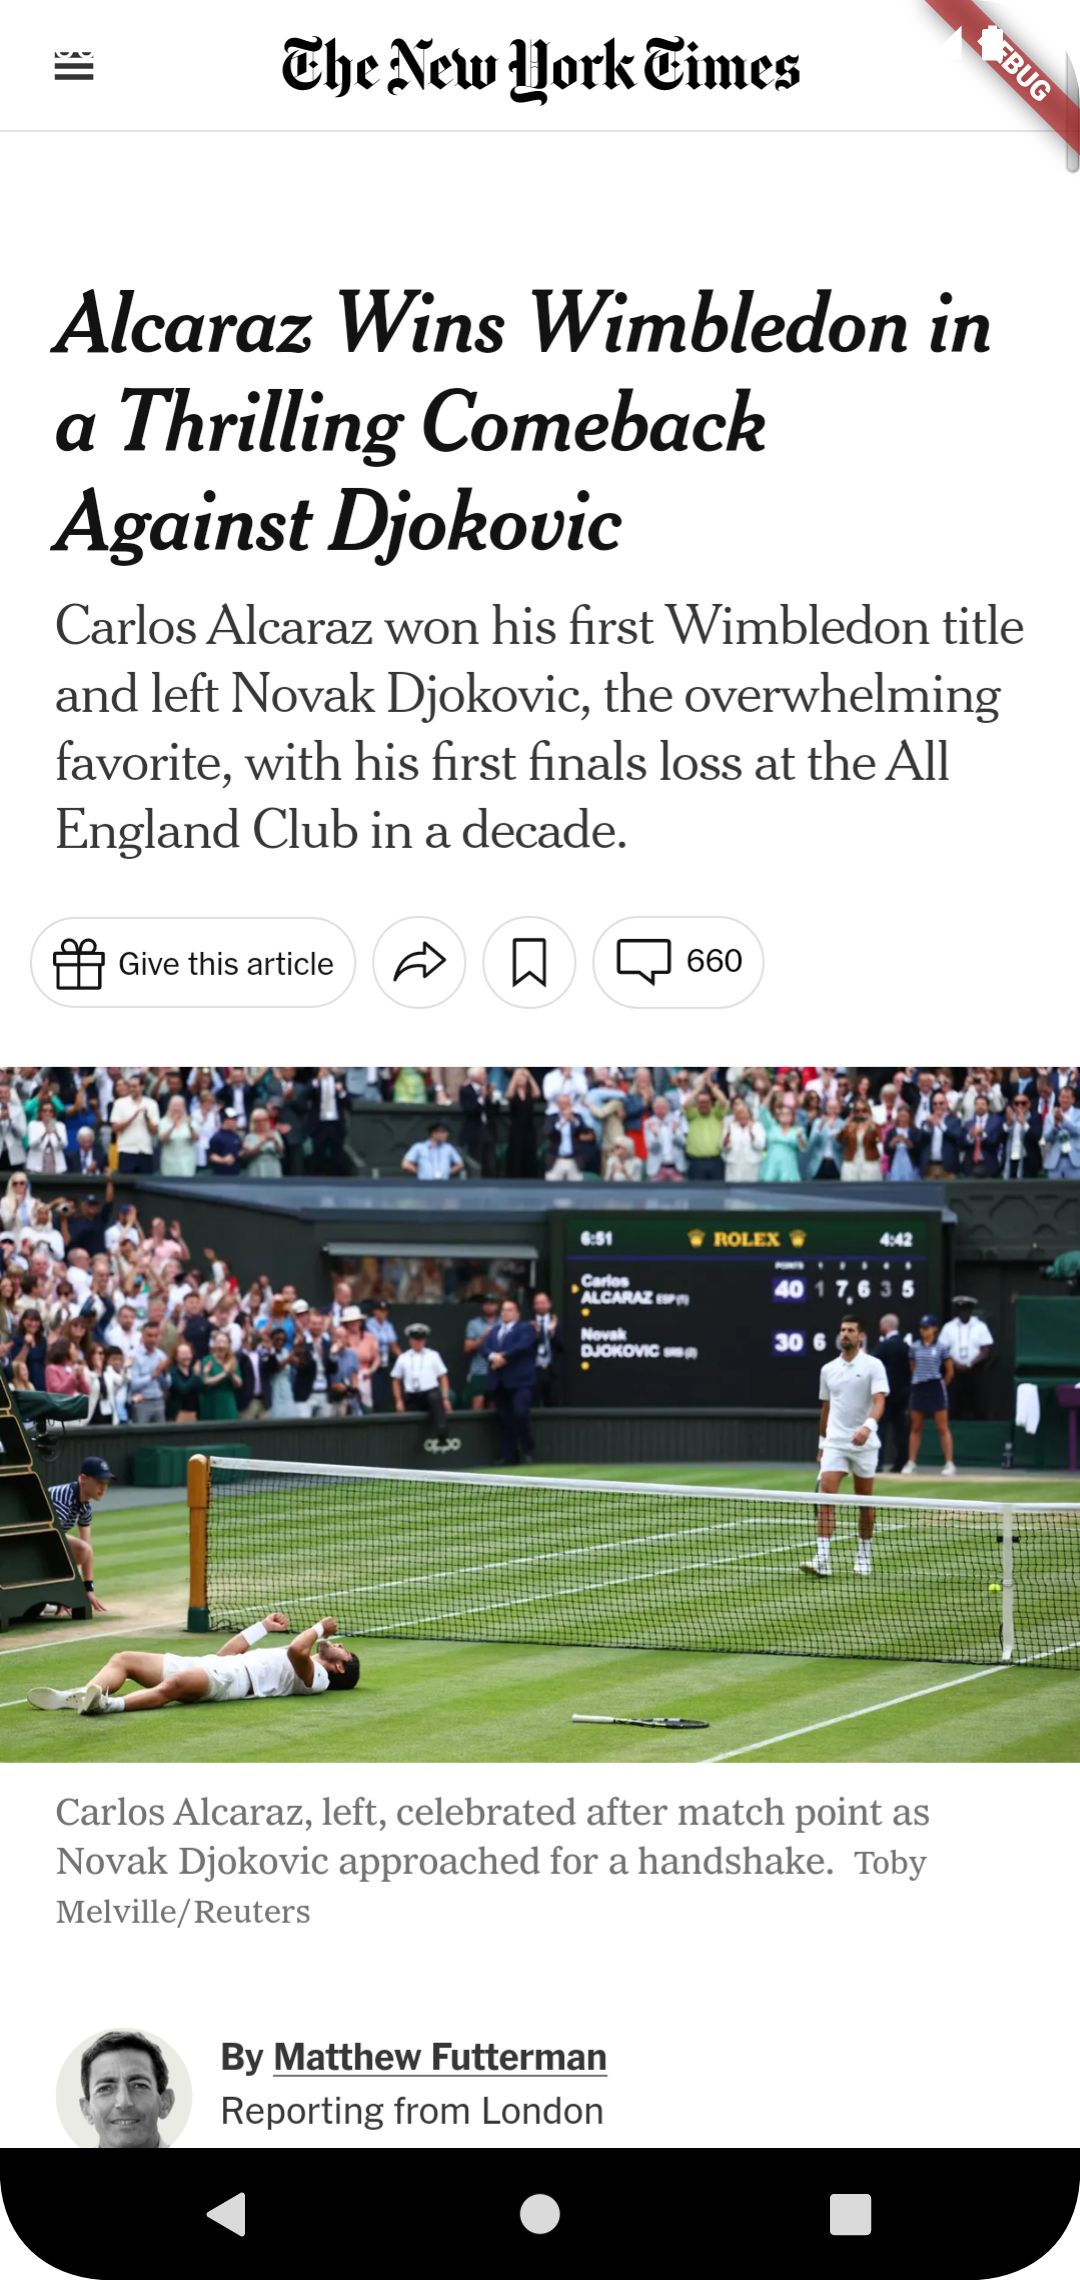 The New York Times
Alcaraz Wins Wimbledon in
a Thrilling Comeback
Against Djokovic
Carlos Alcaraz won his first Wimbledon title
and left Novak Djokovic, the overwhelming
favorite, with his first finals loss at the All
England Club in a decade.
Give this article
660
6:51 ROLEX 4:42
Carlos
ALCARAZ 40 1 7 6 3 5
Novak
DJOKOVIC 30 6
oppo
Carlos Alcaraz, left, celebrated after match point as
Novak Djokovic approached for a handshake. Toby
Melville/Reuters
By Matthew Futterman
Reporting from London